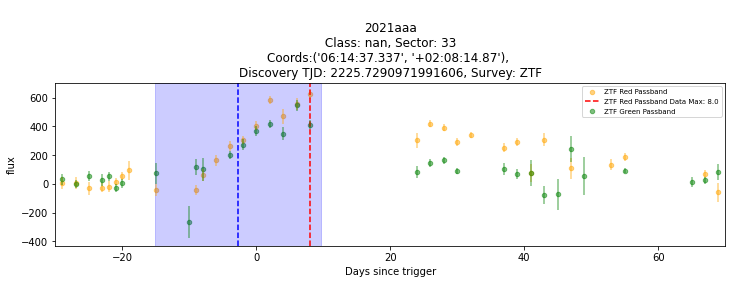 2021aaa
Class: nan, Sector: 33
Coords:('06:14:37.337', '+02:08:14.87'),
Discovery TJD: 2225.7290971991606, Survey: ZTF
ZTF Red Passband
ZTF Red Passband Data Max: 8.0
ZTF Green Passband
flux
600
400
200
0
−200
−400
−20
0
20
40
60
Days since trigger